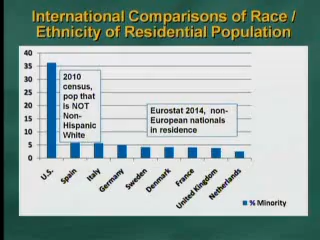 International Comparisons of Race /
Ethnicity of Residential Population
40
35
30
25
20
15
10
5
0
2010
census,
pop that
is NOT
Non-
Hispanic
White
Eurostat 2014, non-
European nationals
in residence
U.S.
Spain
Italy
Germany
Sweden
Denmark
France
United Kingdom
Netherlands
% Minority